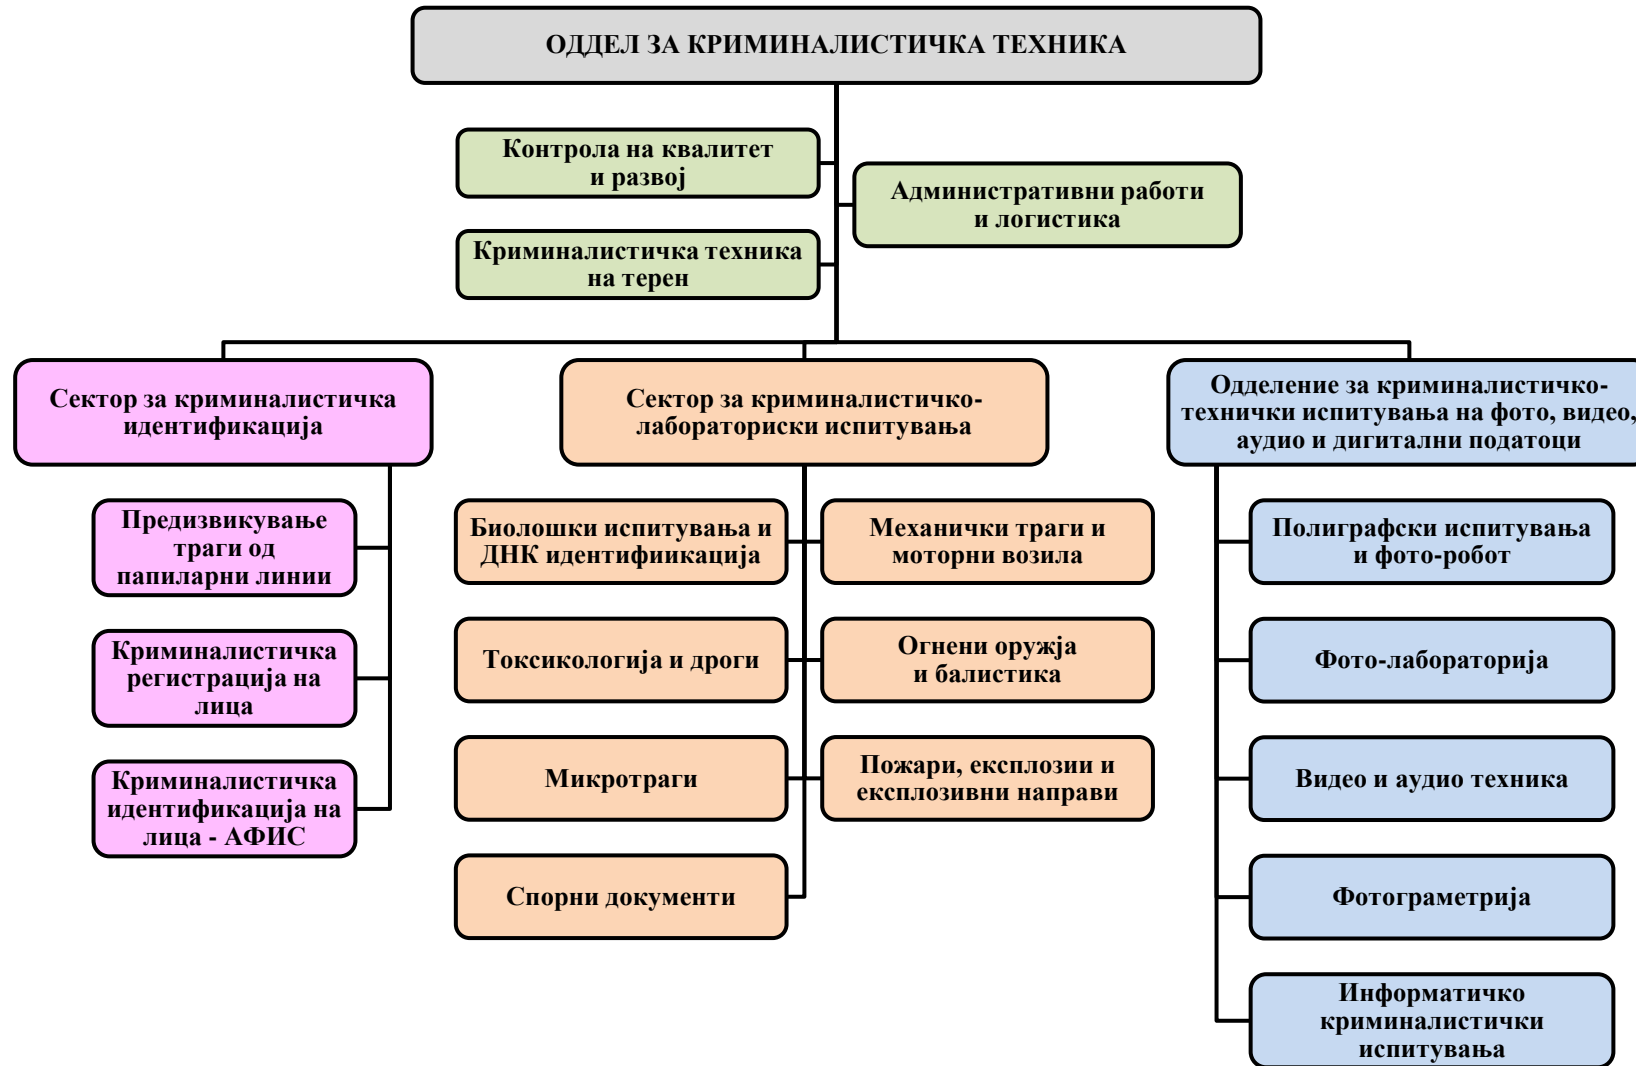 ОДДЕЛ ЗА КРИМИНАЛИСТИЧКА ТЕХНИКА
Контрола на квалитет
и развој
Административни работи
и логистика
Криминалистичка техника
на терен
Сектор за криминалистичка
идентификација
Предизвикување
траги од
папиларни линии
Криминалистичка
регистрација на
лица
Криминалистичка
идентификација на
лица - АФИС
Сектор за криминалистичко-
лабораториски испитувања
Биолошки испитувања и
ДНК идентифиикација
Механички траги и
моторни возила
Токсикологија и дроги
Огнени оружја
и балистика
Микротраги
Пожари, експлозии и
експлозивни направи
Спорни документи
Одделение за криминалистичко-
технички испитувања на фото, видео,
аудио и дигитални податоци
Полиграфски испитувања
и фото-робот
Фото-лабораторија
Видео и аудио техника
Фотограметрија
Информатичко
криминалистички
испитувања